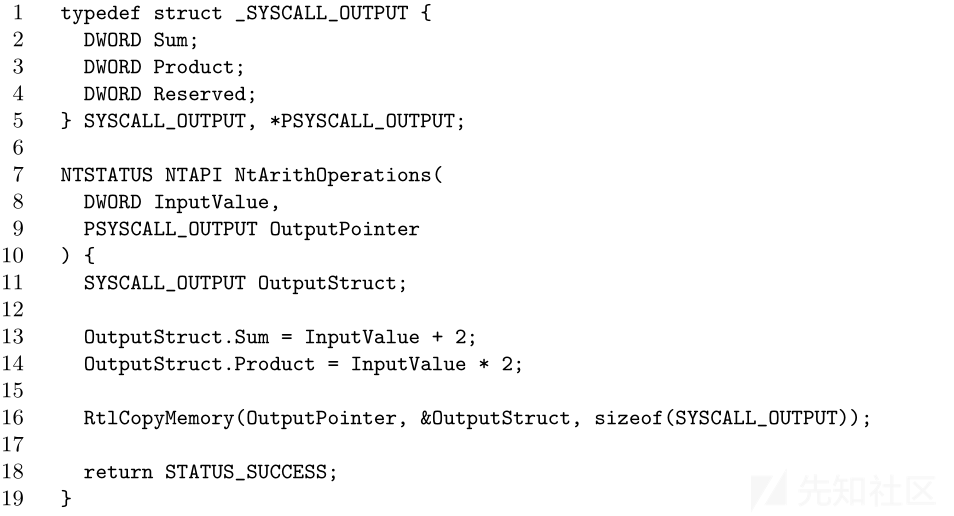 1 typedef struct _SYSCALL_OUTPUT {
2 DWORD Sum;
3 DWORD Product;
4 DWORD Reserved;
5 } SYSCALL_OUTPUT, *PSYSCALL_OUTPUT;
6
7 NTSTATUS NTAPI NtArithOperations(
8 DWORD InputValue,
9 PSYSCALL_OUTPUT OutputPointer
10 ) {
11 SYSCALL_OUTPUT OutputStruct;
12
13 OutputStruct.Sum = InputValue + 2;
14 OutputStruct.Product = InputValue * 2;
15
16 RtlCopyMemory(OutputPointer, &OutputStruct, sizeof(SYSCALL_OUTPUT));
17
18 return STATUS_SUCCESS;
19 }
先知社区